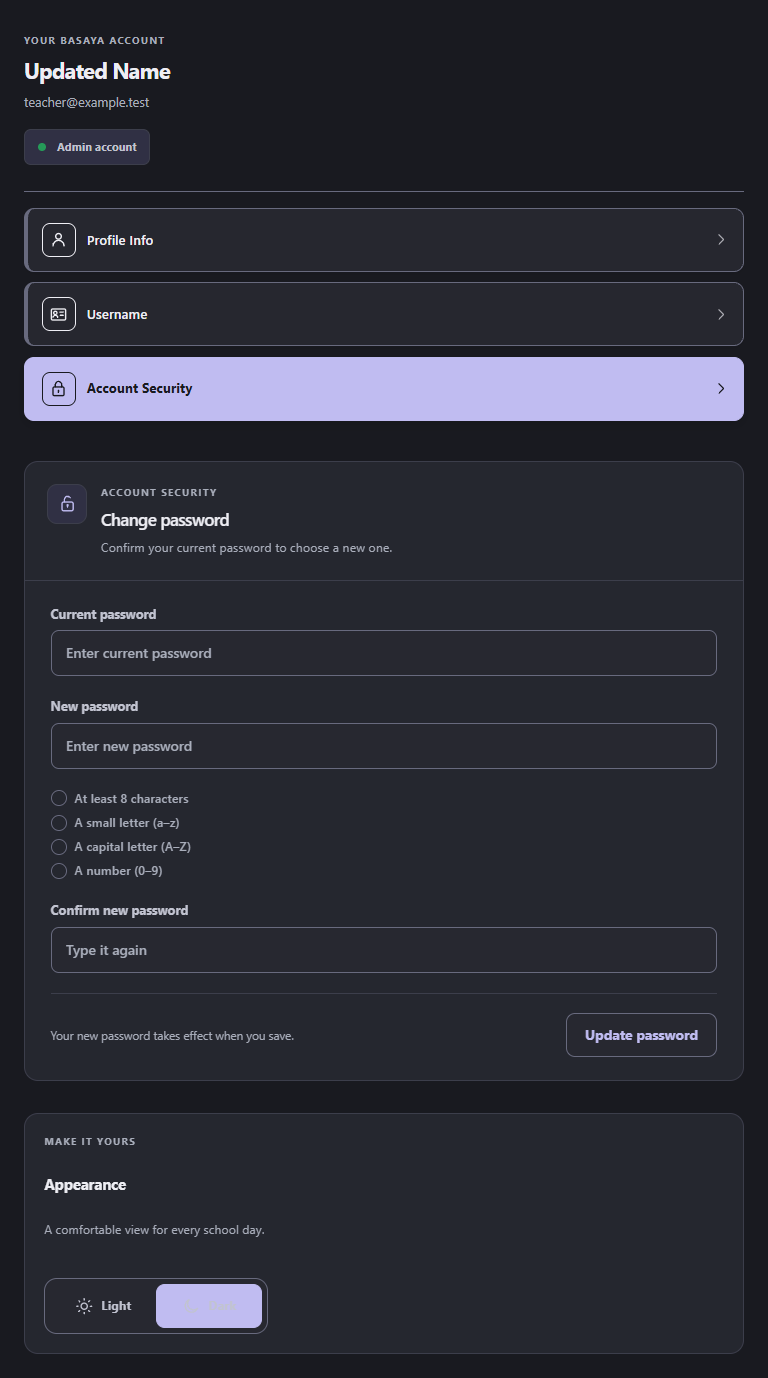 YOUR BASAYA ACCOUNT
Updated Name
teacher@example.test
Admin account
Profile Info
Username
Account Security
ACCOUNT SECURITY
Change password
Confirm your current password to choose a new one.
Current password
Enter current password
New password
Enter new password
At least 8 characters
A small letter (a–z)
A capital letter (A–Z)
A number (0–9)
Confirm new password
Type it again
Your new password takes effect when you save.
Update password
MAKE IT YOURS
Appearance
A comfortable view for every school day.
Light